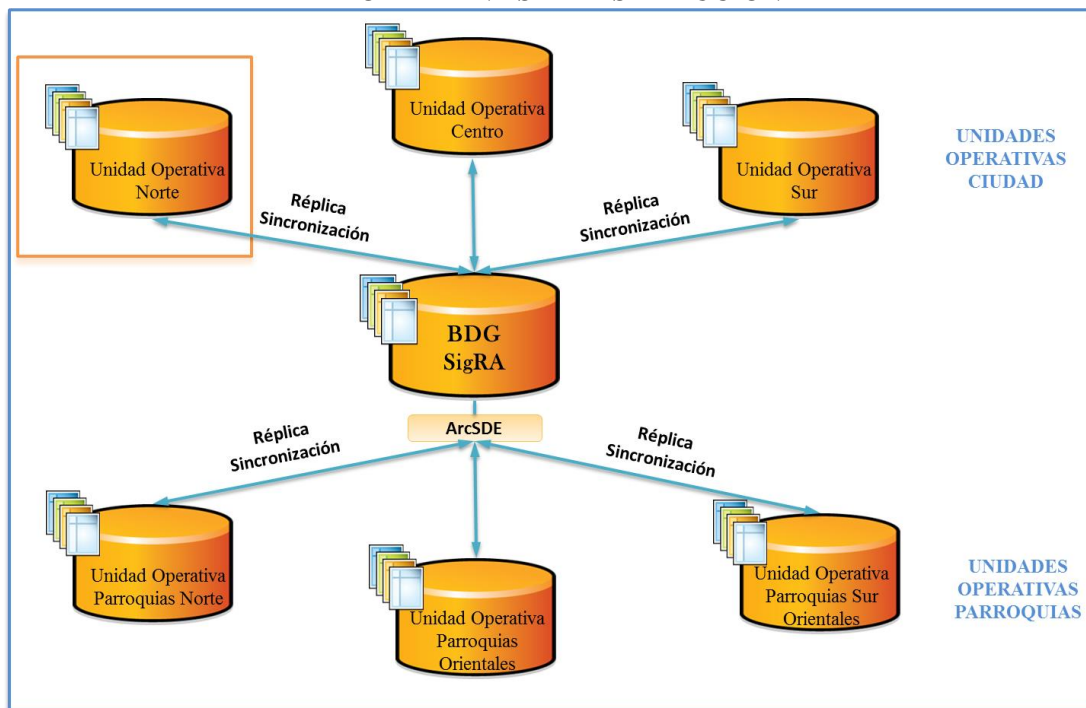 Unidad Operativa
Centro
Unidad Operativa
Norte
Unidad Operativa
Sur
UNIDADES
OPERATIVAS
CIUDAD
Réplica
Sincronización
Réplica
Sincronización
BDG
SigRA
ArcSDE
Réplica
Sincronización
Réplica
Sincronización
Unidad Operativa
Parroquias Norte
Unidad Operativa
Parroquias
Orientales
Unidad Operativa
Parroquias Sur
Orientales
UNIDADES
OPERATIVAS
PARROQUIAS